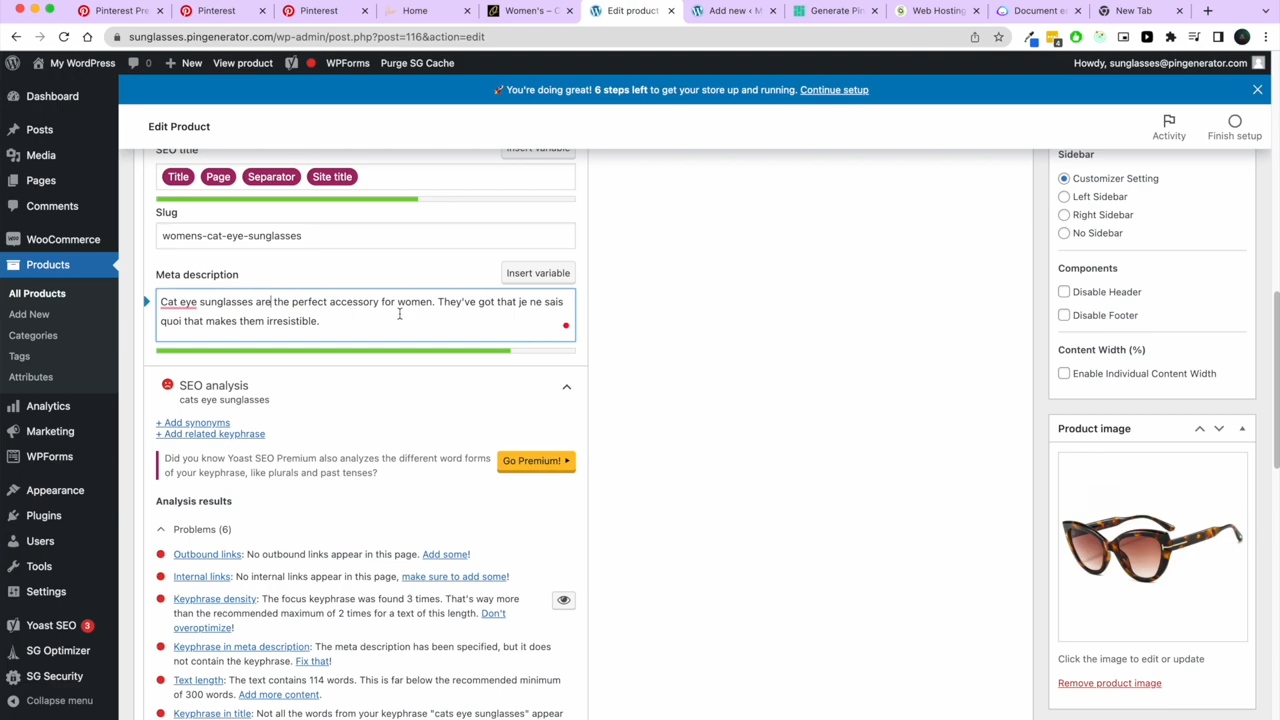 Pinterest Pre
Pinterest
Pinterest
Home
Women's – C
Edit product
Add new ‹ M
Generate Pin
Web Hosting
Document e
New Tab
sunglasses.pingenerator.com/wp-admin/post.php?post=116&action=edit
4
My WordPress
0
New
View product
WPForms
Purge SG Cache
Howdy, sunglasses@pingenerator.com
🚀 You're doing great! 6 steps left to get your store up and running. Continue setup
Dashboard
Posts
Media
Pages
Comments
WooCommerce
Products
All Products
Add New
Categories
Tags
Attributes
Analytics
Marketing
WPForms
Appearance
Plugins
Users
Tools
Settings
Yoast SEO 3
SG Optimizer
SG Security
Collapse menu
Edit Product
Activity
Finish setup
SEO title
Insert variable
Title
Page
Separator
Site title
Slug
womens-cat-eye-sunglasses
Meta description
Insert variable
Cat eye sunglasses are the perfect accessory for women. They've got that je ne sais
quoi that makes them irresistible.
SEO analysis
cats eye sunglasses
+ Add synonyms
+ Add related keyphrase
Did you know Yoast SEO Premium also analyzes the different word forms
of your keyphrase, like plurals and past tenses?
Go Premium!
Analysis results
Problems (6)
Outbound links: No outbound links appear in this page. Add some!
Internal links: No internal links appear in this page, make sure to add some!
Keyphrase density: The focus keyphrase was found 3 times. That's way more
than the recommended maximum of 2 times for a text of this length. Don't
overoptimize!
Keyphrase in meta description: The meta description has been specified, but it does
not contain the keyphrase. Fix that!
Text length: The text contains 114 words. This is far below the recommended minimum
of 300 words. Add more content.
Keyphrase in title: Not all the words from your keyphrase "cats eye sunglasses" appear
Sidebar
Customizer Setting
Left Sidebar
Right Sidebar
No Sidebar
Components
Disable Header
Disable Footer
Content Width (%)
Enable Individual Content Width
Product image
Click the image to edit or update
Remove product image